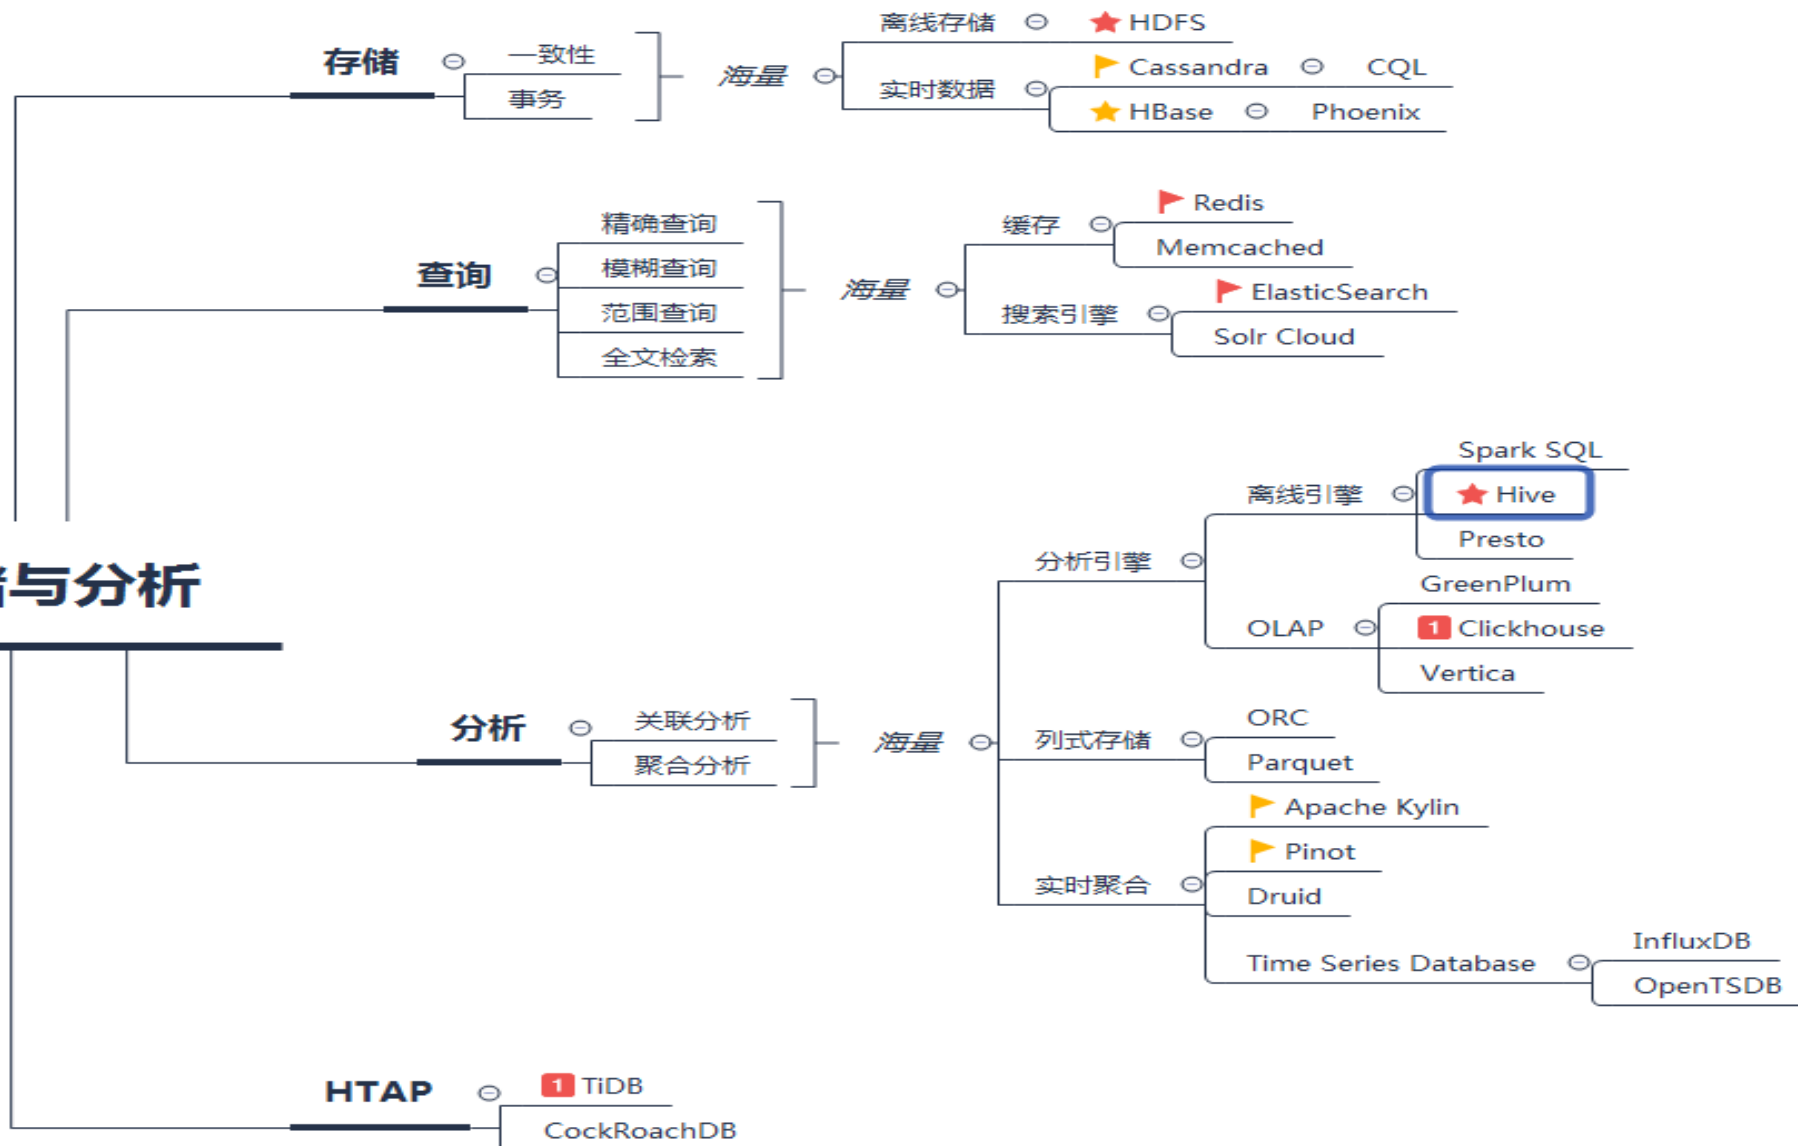 存储
一致性
事务
海量
离线存储
HDFS
实时数据
Cassandra
CQL
HBase
Phoenix
查询
精确查询
模糊查询
范围查询
全文检索
海量
缓存
Redis
Memcached
搜索引擎
ElasticSearch
Solr Cloud
与分析
分析
关联分析
聚合分析
海量
分析引擎
离线引擎
Spark SQL
Hive
Presto
OLAP
GreenPlum
1 Clickhouse
Vertica
列式存储
ORC
Parquet
实时聚合
Apache Kylin
Pinot
Druid
Time Series Database
InfluxDB
OpenTSDB
HTAP
1 TiDB
CockRoachDB